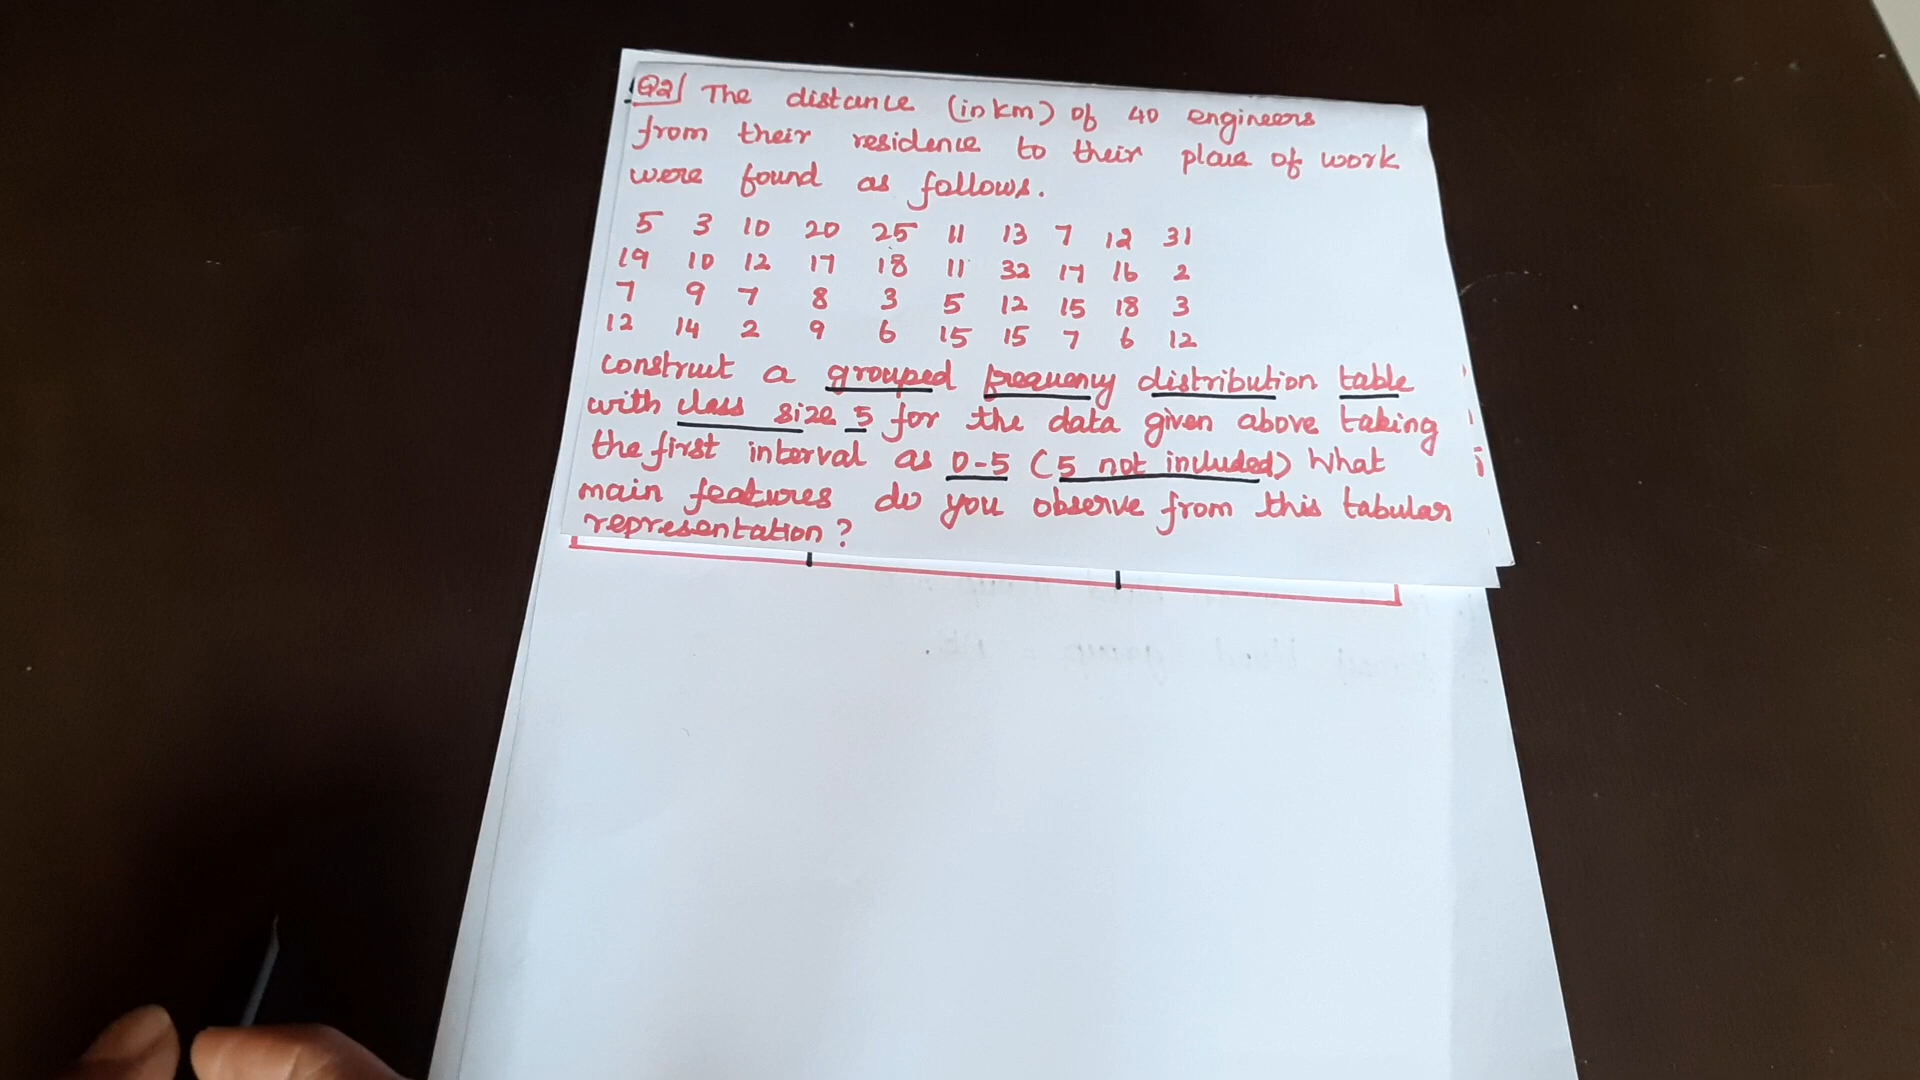 Q2 The distance (in km) of 40 engineers
from their residence to their place of work
were found as follows.
5 3 10 20 25 11 13 7 12 31
19 10 12 17 18 11 32 17 16 2
7 9 7 8 3 5 12 15 18 3
12 14 2 9 6 15 15 7 6 12
construct a grouped frequency distribution table
with class size 5 for the data given above taking
the first interval as 0-5 (5 not included) What
main features do you observe from this tabular
representation?